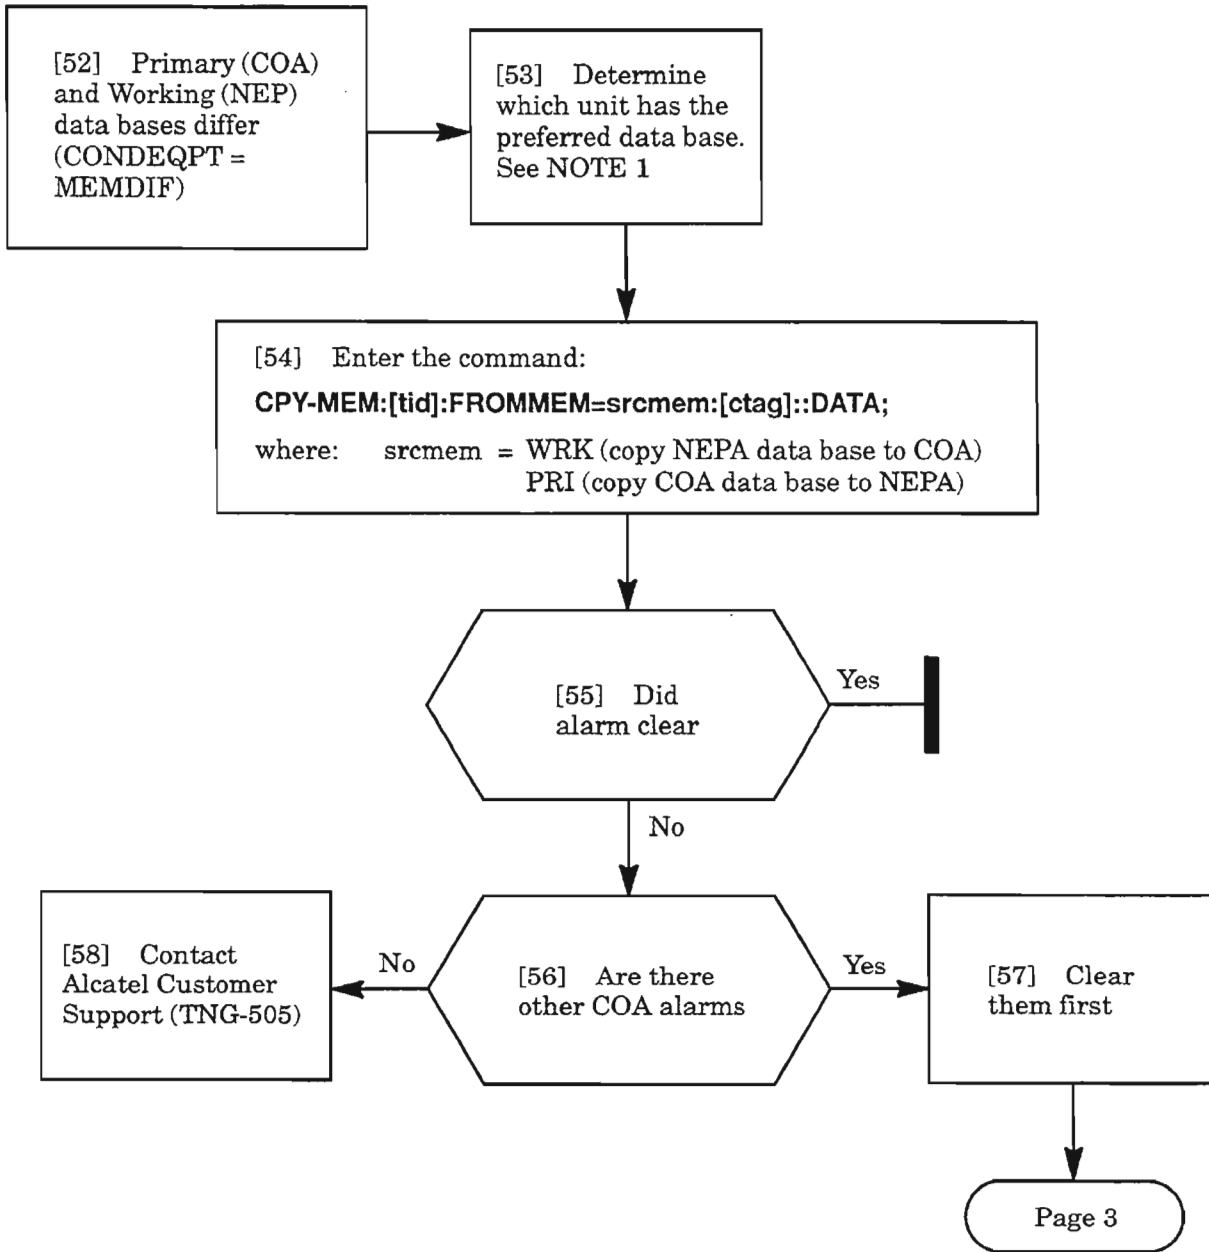 [52] Primary (COA)
and Working (NEP)
data bases differ
(CONDEQPT =
MEMDIF)
[53] Determine
which unit has the
preferred data base.
See NOTE 1
[54] Enter the command:
CPY-MEM:[tid]:FROMMEM=srcmem:[ctag]::DATA;
where: srcmem = WRK (copy NEPA data base to COA)
PRI (copy COA data base to NEPA)
[55] Did
alarm clear
Yes
No
[56] Are there
other COA alarms
No
Yes
[58] Contact
Alcatel Customer
Support (TNG-505)
[57] Clear
them first
Page 3